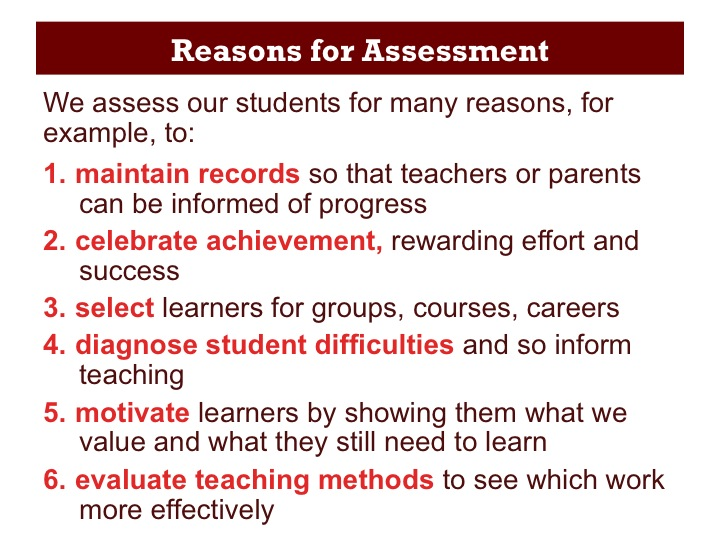 Reasons for Assessment
We assess our students for many reasons, for
example, to:
1. maintain records so that teachers or parents
can be informed of progress
2. celebrate achievement, rewarding effort and
success
3. select learners for groups, courses, careers
4. diagnose student difficulties and so inform
teaching
5. motivate learners by showing them what we
value and what they still need to learn
6. evaluate teaching methods to see which work
more effectively